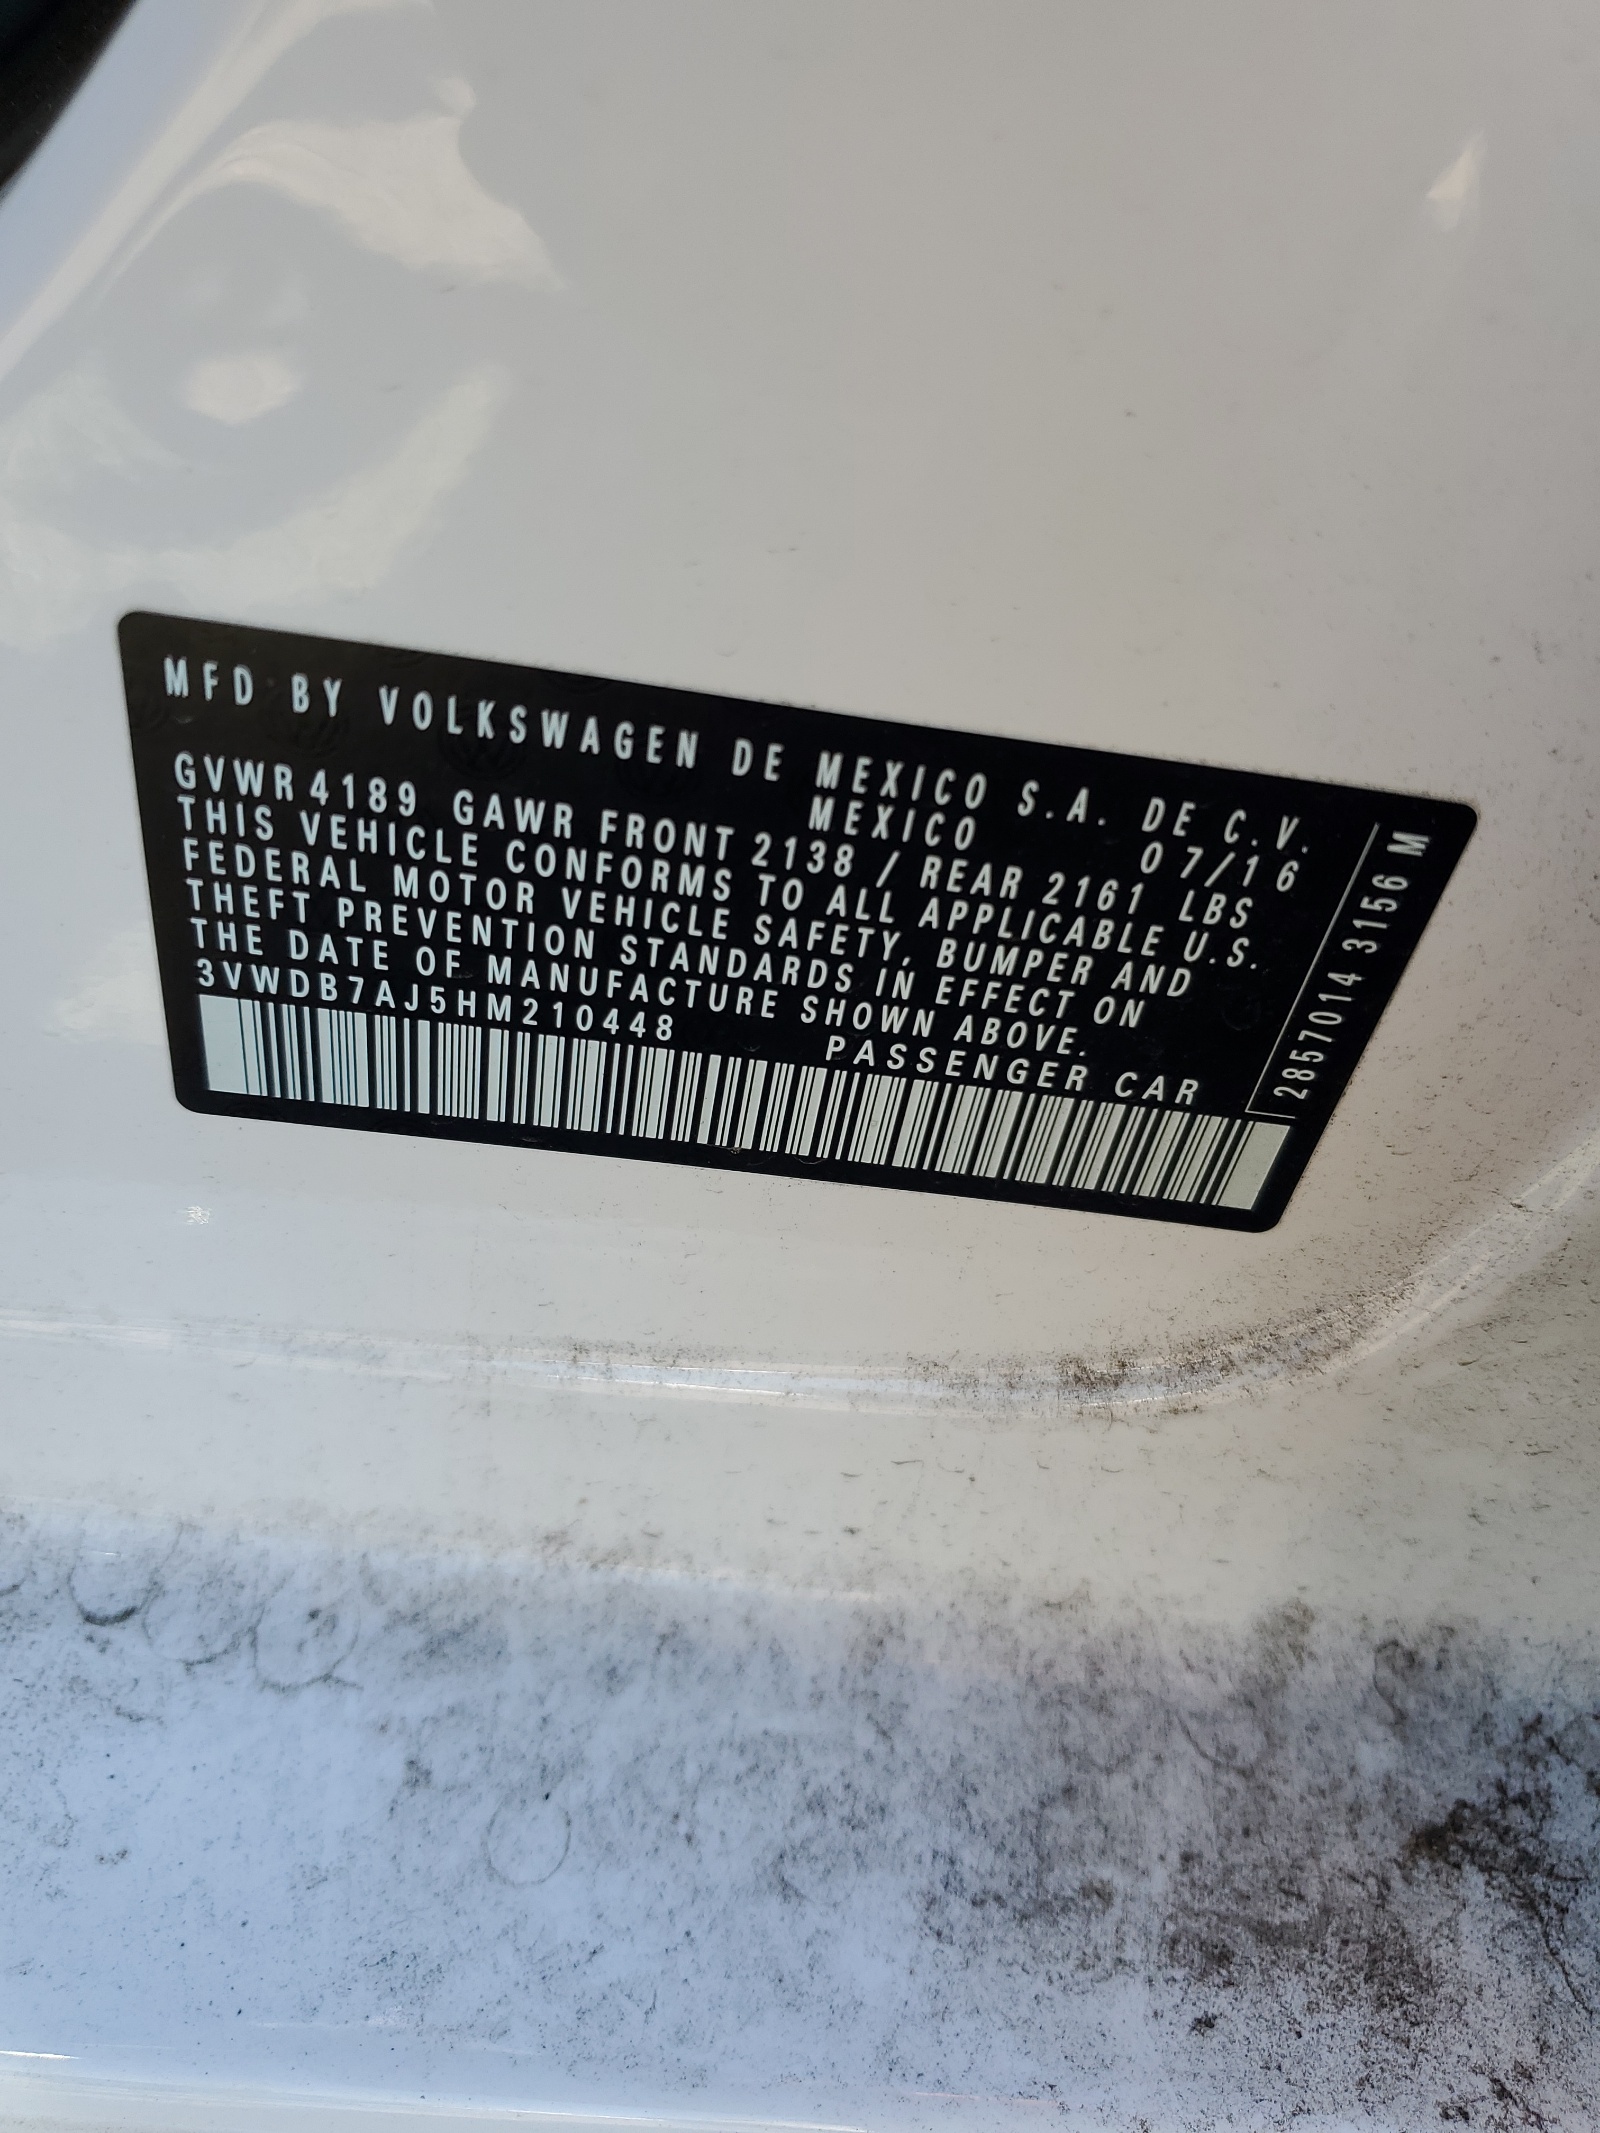 MFD BY VOLKSWAGEN DE MEXICO S.A. DE C.V.
MEXICO 07/16
GVWR 4189 GAWR FRONT 2138 / REAR 2161 LBS
THIS VEHICLE CONFORMS TO ALL APPLICABLE U.S.
FEDERAL MOTOR VEHICLE SAFETY, BUMPER AND
THEFT PREVENTION STANDARDS IN EFFECT ON
THE DATE OF MANUFACTURE SHOWN ABOVE.
3VWDB7AJ5HM210448 PASSENGER CAR
2857014 3156 M